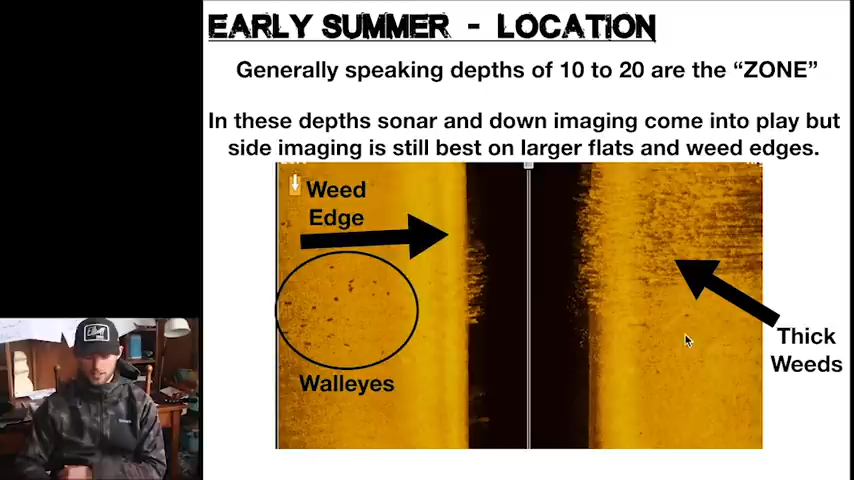 EARLY SUMMER - LOCATION
Generally speaking depths of 10 to 20 are the “ZONE”
In these depths sonar and down imaging come into play but
side imaging is still best on larger flats and weed edges.
Weed
Edge
Walleyes
Thick
Weeds